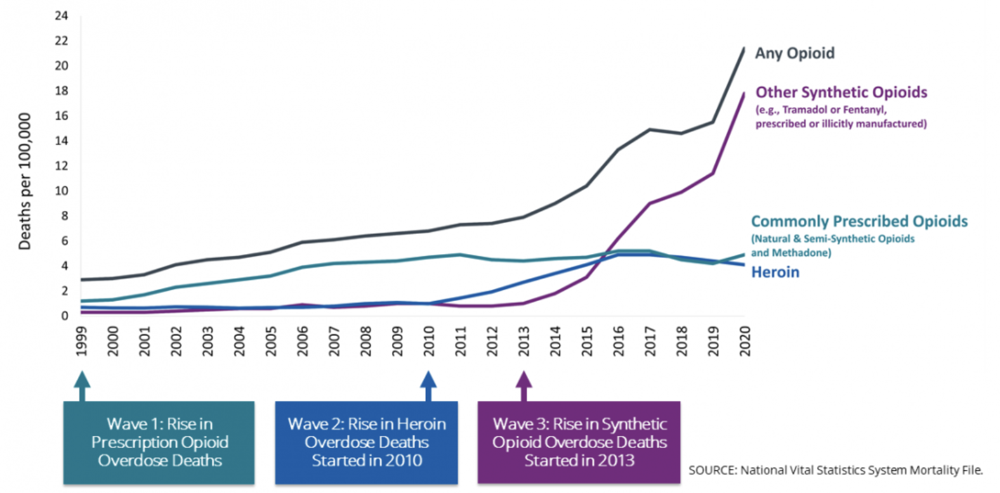 24
22
20
18
16
14
12
10
8
6
4
2
0
Deaths per 100,000
1999
2000
2001
2002
2003
2004
2005
2006
2007
2008
2009
2010
2011
2012
2013
2014
2015
2016
2017
2018
2019
2020
Any Opioid
Other Synthetic Opioids
(e.g., Tramadol or Fentanyl,
prescribed or illicitly manufactured)
Commonly Prescribed Opioids
(Natural & Semi-Synthetic Opioids
and Methadone)
Heroin
Wave 1: Rise in
Prescription Opioid
Overdose Deaths
Wave 2: Rise in Heroin
Overdose Deaths
Started in 2010
Wave 3: Rise in Synthetic
Opioid Overdose Deaths
Started in 2013
SOURCE: National Vital Statistics System Mortality File.